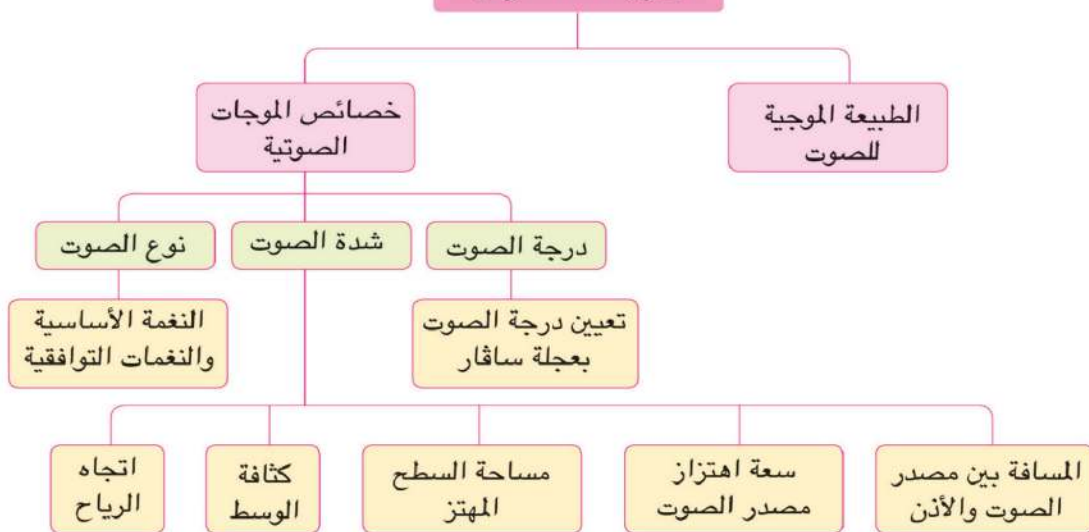 الطبيعة الموجية
للصوت
خصائص الموجات
الصوتية
درجة الصوت
شدة الصوت
نوع الصوت
تعيين درجة الصوت
بعجلة ساڤار
النغمة الأساسية
والنغمات التوافقية
المسافة بين مصدر
الصوت والأذن
سعة اهتزاز
مصدر الصوت
مساحة السطح
المهتز
كثافة
الوسط
اتجاه
الرياح